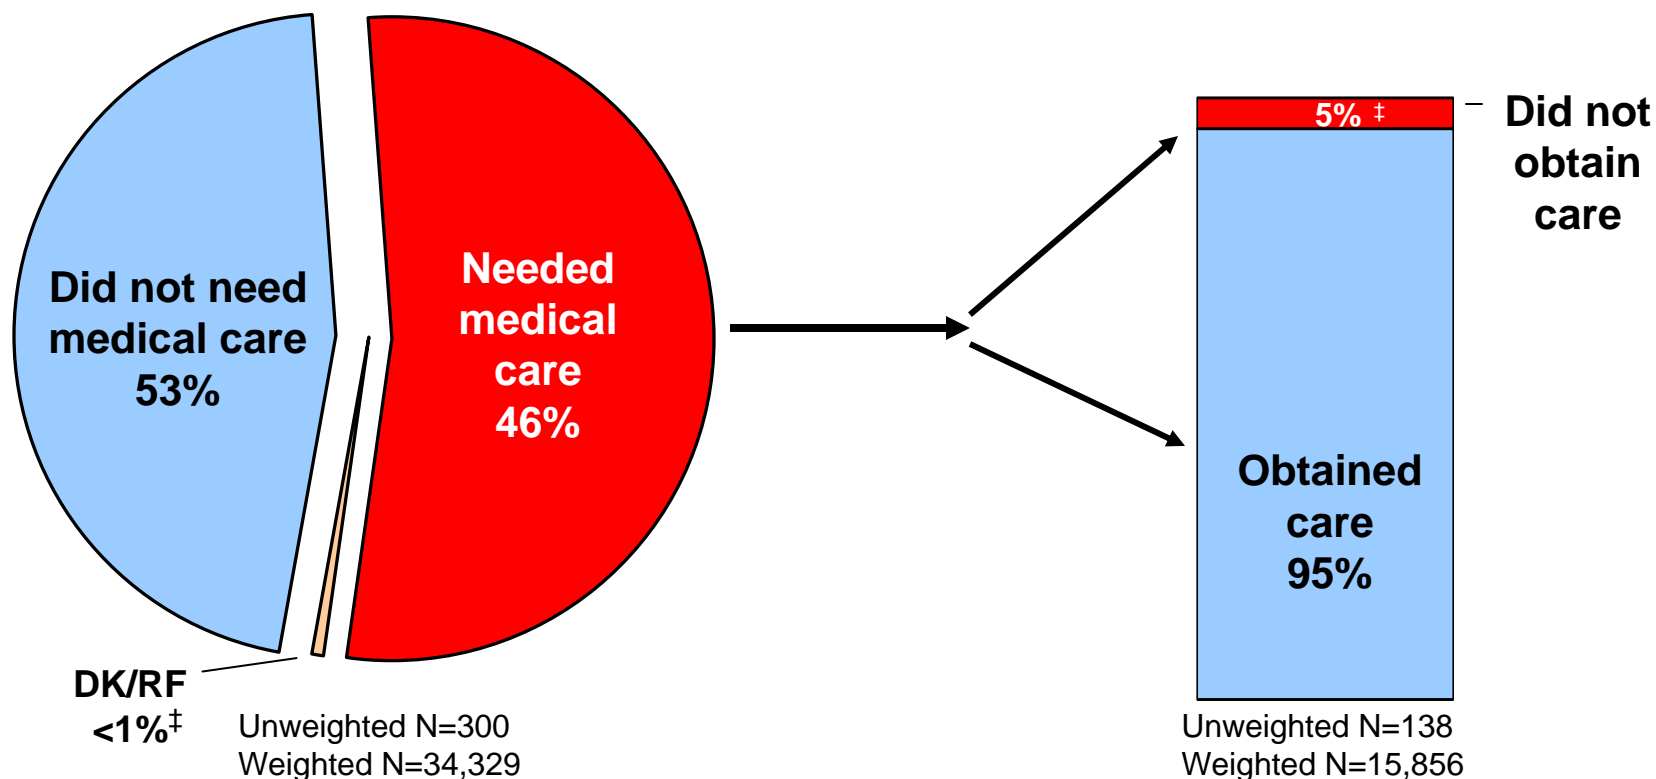 Did not need
medical care
53%
Needed
medical
care
46%
DK/RF
<1%‡
Unweighted N=300
Weighted N=34,329
5% ‡
Did not
obtain
care
Obtained
care
95%
Unweighted N=138
Weighted N=15,856